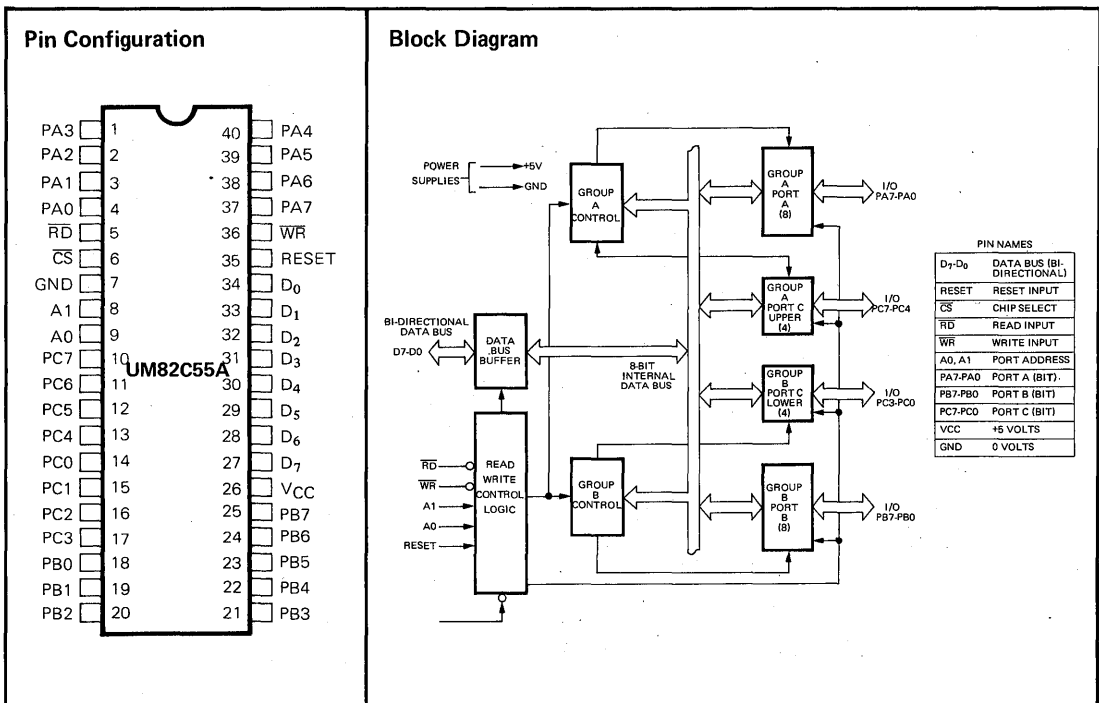 Pin Configuration
PA3 1 40 PA4
PA2 2 39 PA5
PA1 3 38 PA6
PA0 4 37 PA7
R̅D̅ 5 36 W̅R̅
C̅S̅ 6 35 RESET
GND 7 34 D₀
A1 8 33 D₁
A0 9 32 D₂
PC7 10 31 D₃
UM82C55A
PC6 11 30 D₄
PC5 12 29 D₅
PC4 13 28 D₆
PC0 14 27 D₇
PC1 15 26 VCC
PC2 16 25 PB7
PC3 17 24 PB6
PB0 18 23 PB5
PB1 19 22 PB4
PB2 20 21 PB3
Block Diagram
POWER
SUPPLIES
+5V
GND
GROUP
A
CONTROL
GROUP
A
PORT
A
(8)
I/O
PA7-PA0
GROUP
A
PORT C
UPPER
(4)
I/O
PC7-PC4
BI-DIRECTIONAL
DATA BUS
D7-D0
DATA
BUS
BUFFER
8-BIT
INTERNAL
DATA BUS
GROUP
B
PORT C
LOWER
(4)
I/O
PC3-PC0
R̅D̅
W̅R̅
A1
A0
RESET
READ
WRITE
CONTROL
LOGIC
GROUP
B
CONTROL
GROUP
B
PORT
B
(8)
I/O
PB7-PB0
PIN NAMES
D₇-D₀ DATA BUS (BI-
DIRECTIONAL)
RESET RESET INPUT
C̅S̅ CHIP SELECT
R̅D̅ READ INPUT
W̅R̅ WRITE INPUT
A0, A1 PORT ADDRESS
PA7-PA0 PORT A (BIT)
PB7-PB0 PORT B (BIT)
PC7-PC0 PORT C (BIT)
VCC +5 VOLTS
GND 0 VOLTS